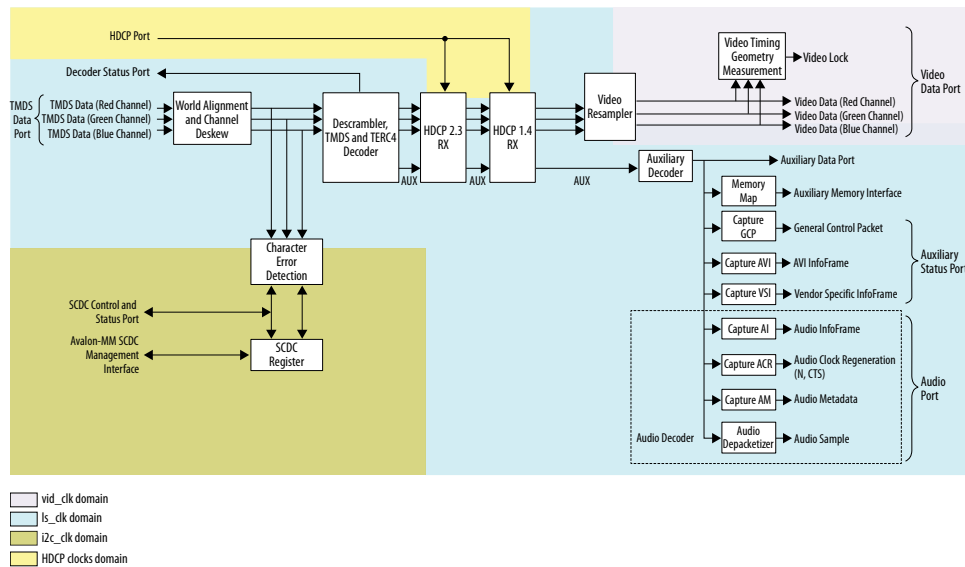 HDCP Port
Decoder Status Port
TMDS
Data
Port
TMDS Data (Red Channel)
TMDS Data (Green Channel)
TMDS Data (Blue Channel)
World Alignment
and Channel
Deskew
Descrambler,
TMDS and TERC4
Decoder
AUX
HDCP 2.3
RX
AUX
HDCP 1.4
RX
AUX
Video
Resampler
Video Timing
Geometry
Measurement
Video Lock
Video Data (Red Channel)
Video Data (Green Channel)
Video Data (Blue Channel)
Video
Data Port
Auxiliary
Decoder
Auxiliary Data Port
Memory
Map
Auxiliary Memory Interface
Capture
GCP
General Control Packet
Capture AVI
AVI InfoFrame
Capture VSI
Vendor Specific InfoFrame
Auxiliary
Status Port
Character
Error
Detection
SCDC Control and
Status Port
Avalon-MM SCDC
Management
Interface
SCDC
Register
Capture AI
Audio InfoFrame
Capture ACR
Audio Clock Regeneration
(N, CTS)
Capture AM
Audio Metadata
Audio Decoder
Audio
Depacketizer
Audio Sample
Audio
Port
vid_clk domain
ls_clk domain
i2c_clk domain
HDCP clocks domain